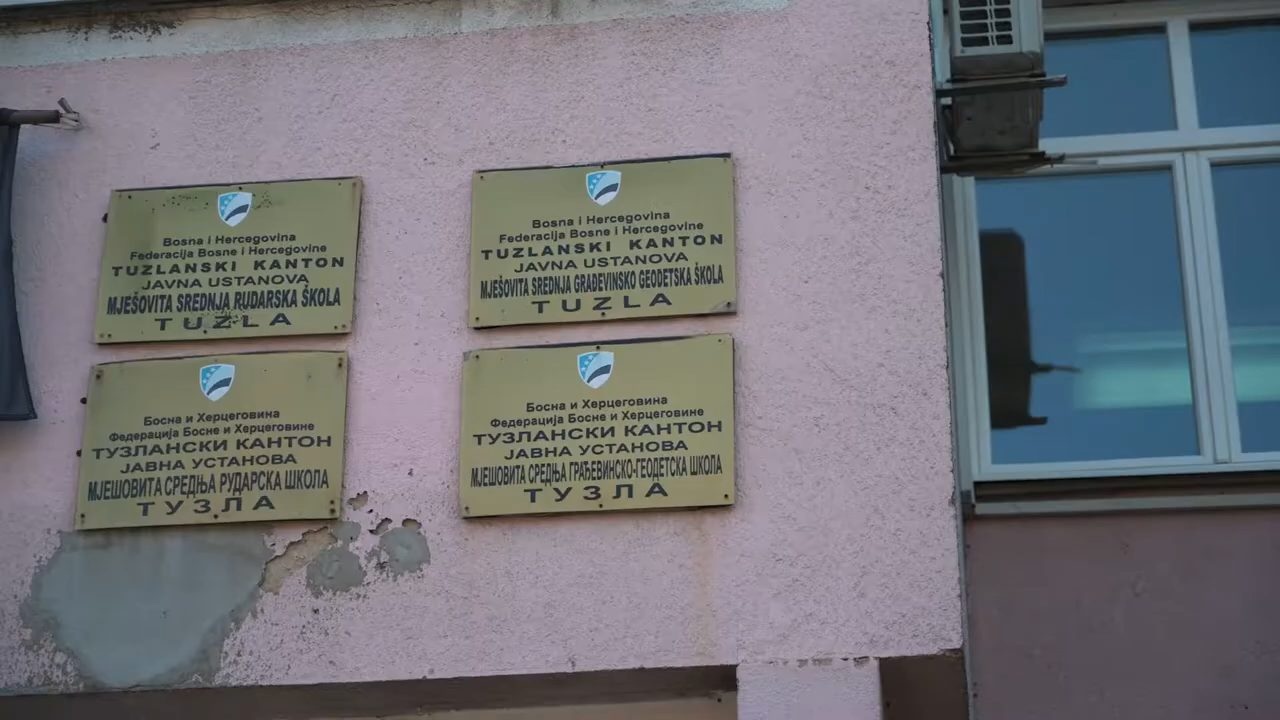 Bosna i Hercegovina
Federacija Bosne i Hercegovine
TUZLANSKI KANTON
JAVNA USTANOVA
MJEŠOVITA SREDNJA RUDARSKA ŠKOLA
TUZLA
Bosna i Hercegovina
Federacija Bosne i Hercegovine
TUZLANSKI KANTON
JAVNA USTANOVA
MJEŠOVITA SREDNJA GRAĐEVINSKO GEODETSKA ŠKOLA
TUZLA
Босна и Херцеговина
Федерација Босне и Херцеговине
ТУЗЛАНСКИ КАНТОН
ЈАВНА УСТАНОВА
МЈЕШОВИТА СРЕДЊА РУДАРСКА ШКОЛА
ТУЗЛА
Босна и Херцеговина
Федерација Босне и Херцеговине
ТУЗЛАНСКИ КАНТОН
ЈАВНА УСТАНОВА
МЈЕШОВИТА СРЕДЊА ГРАЂЕВИНСКО-ГЕОДЕТСКА ШКОЛА
ТУЗЛА